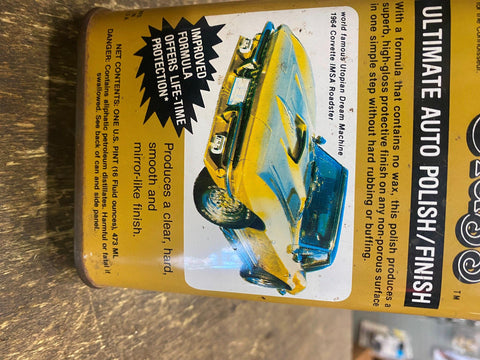 ULTIMATE AUTO POLISH/FINISH
With a formula that contains no wax, this polish produces a
superb, high-gloss protective finish on any non-porous surface
in one simple step without hard rubbing or buffing.
world famous Utopian Dream Machine
1964 Corvette IMSA Roadster
IMPROVED
FORMULA
OFFERS LIFE-TIME
PROTECTION*
Produces a clear, hard,
smooth and
mirror-like finish.
NET CONTENTS: ONE U.S. PINT (16 Fluid ounces), 473 ML
DANGER: Contains aliphatic petroleum distillates. Harmful or fatal if
swallowed. See back of can and side panel.
TM